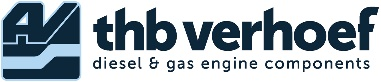 thb verhoef
diesel & gas engine components